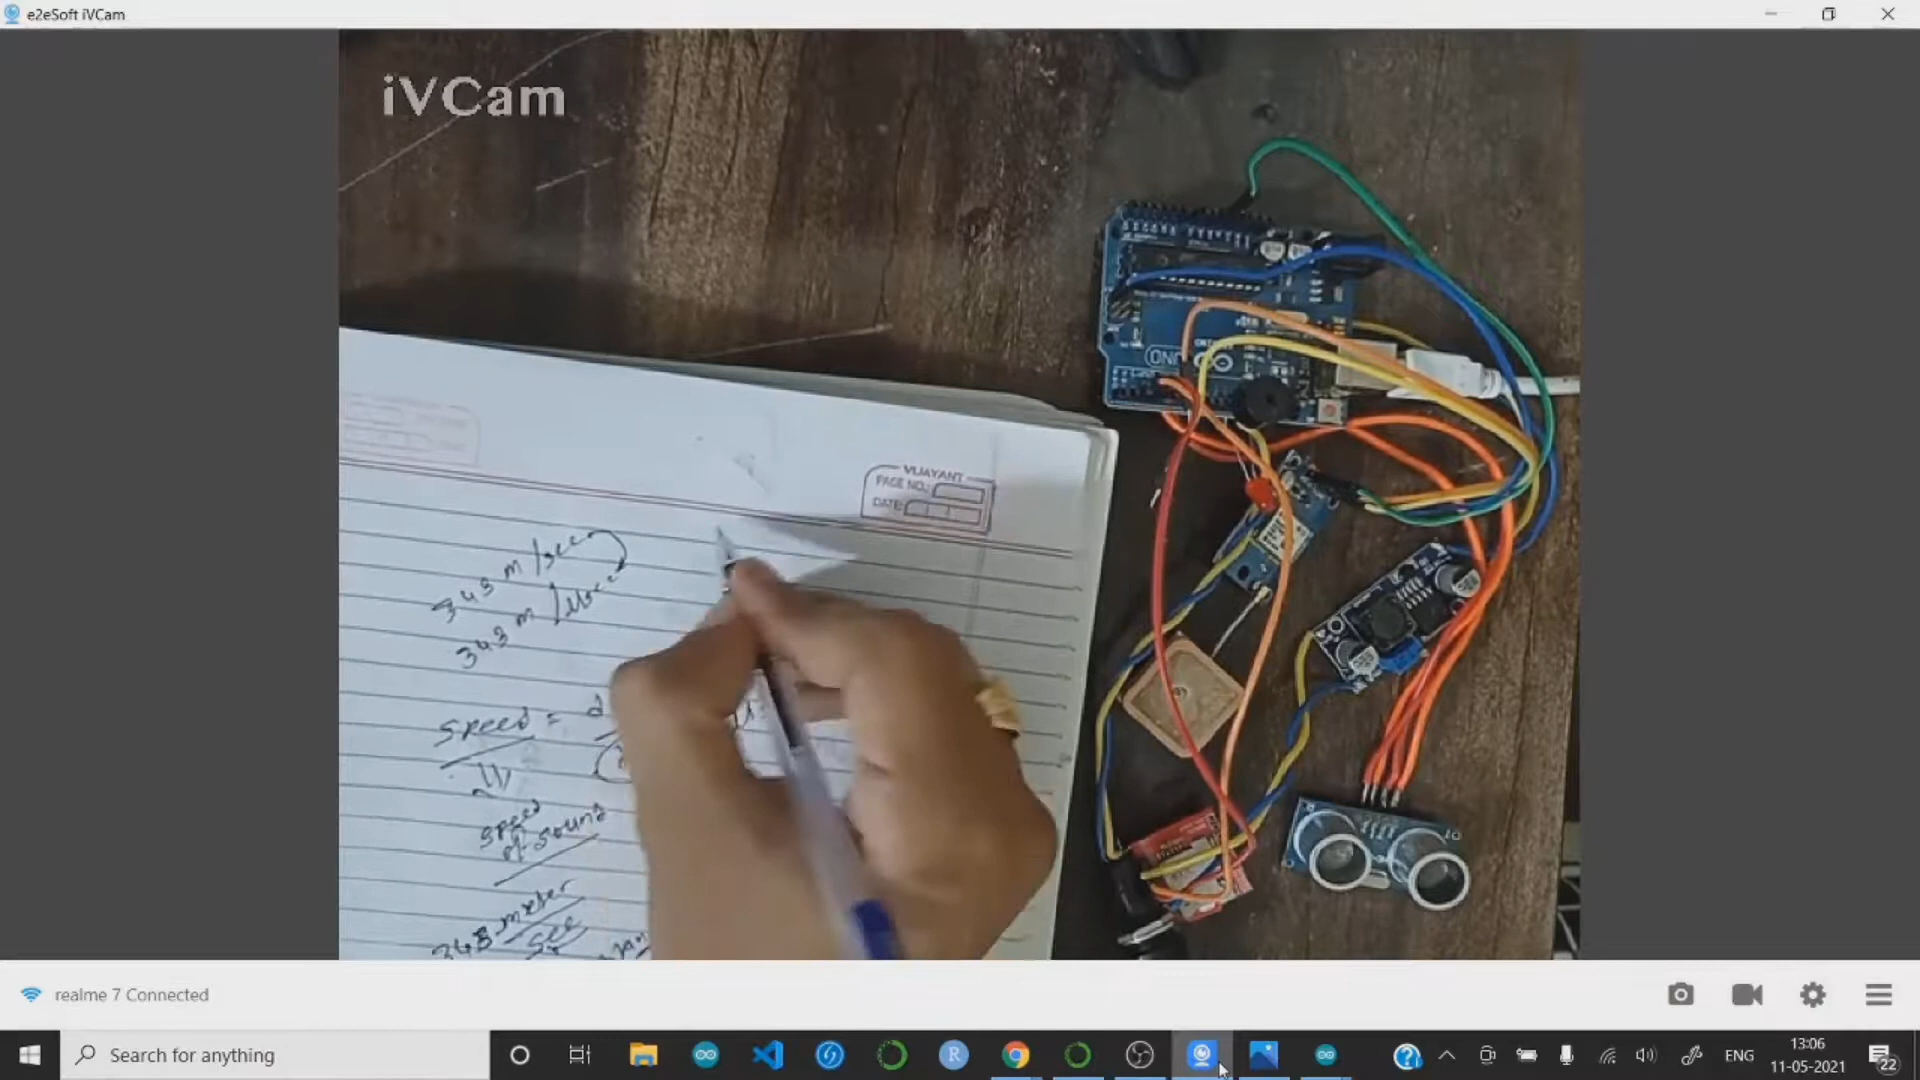 e2eSoft iVCam
iVCam
VIJAYANT
PAGE NO.:
DATE:
343 m/sec
343 m/
speed =
speed
of sound
343 meter
sec
UNO
realme 7 Connected
Search for anything
ENG
13:06
11-05-2021
22